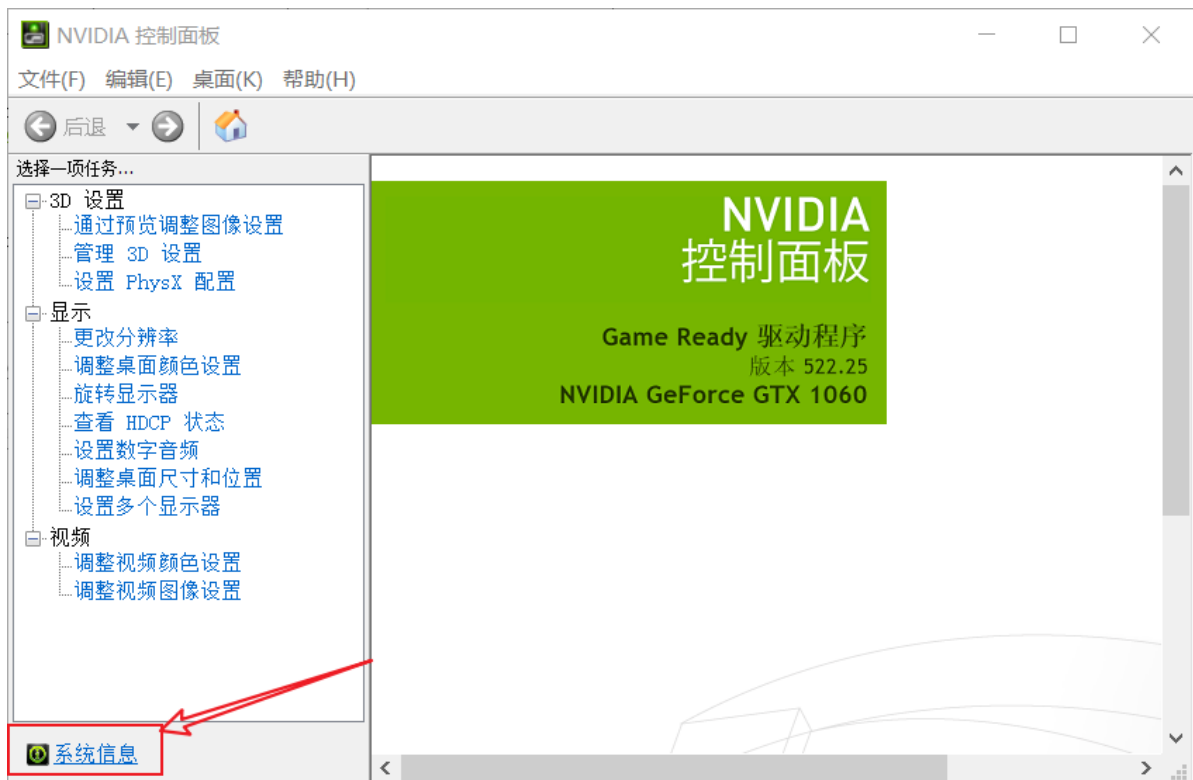 NVIDIA 控制面板
文件(F) 编辑(E) 桌面(K) 帮助(H)
后退
选择一项任务...
3D 设置
通过预览调整图像设置
管理 3D 设置
设置 PhysX 配置
显示
更改分辨率
调整桌面颜色设置
旋转显示器
查看 HDCP 状态
设置数字音频
调整桌面尺寸和位置
设置多个显示器
视频
调整视频颜色设置
调整视频图像设置
系统信息
NVIDIA
控制面板
Game Ready 驱动程序
版本 522.25
NVIDIA GeForce GTX 1060